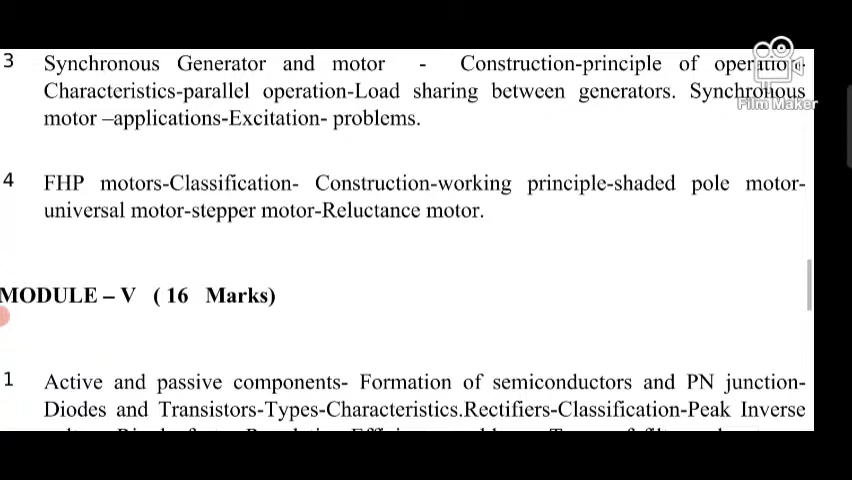 3 Synchronous Generator and motor - Construction-principle of operation-
Characteristics-parallel operation-Load sharing between generators. Synchronous
Film Maker
motor –applications-Excitation- problems.
4 FHP motors-Classification- Construction-working principle-shaded pole motor-
universal motor-stepper motor-Reluctance motor.
MODULE – V ( 16 Marks)
1 Active and passive components- Formation of semiconductors and PN junction-
Diodes and Transistors-Types-Characteristics.Rectifiers-Classification-Peak Inverse